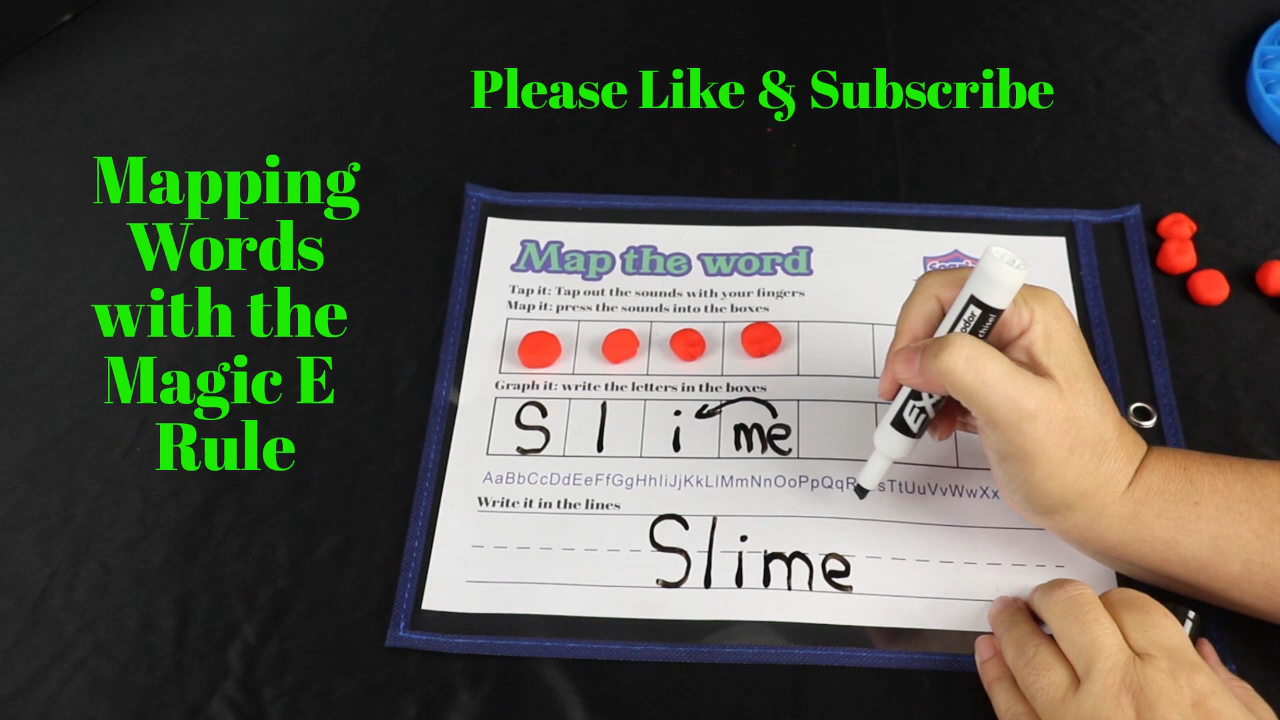 Please Like & Subscribe
Mapping
Words
with the
Magic E
Rule
Map the word
Tap it: Tap out the sounds with your fingers
Map it: press the sounds into the boxes
Graph it: write the letters in the boxes
S l i me
AaBbCcDdEeFfGgHhIiJjKkLlMmNnOoPpQqR sTtUuVvWwXx
Write it in the lines
Slime